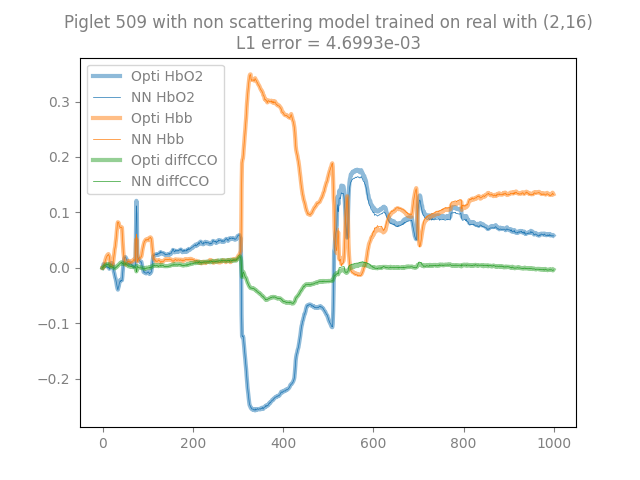 Piglet 509 with non scattering model trained on real with (2,16)
L1 error = 4.6993e-03
Opti HbO2
NN HbO2
Opti Hbb
NN Hbb
Opti diffCCO
NN diffCCO
0.3
0.2
0.1
0.0
−0.1
−0.2
0
200
400
600
800
1000